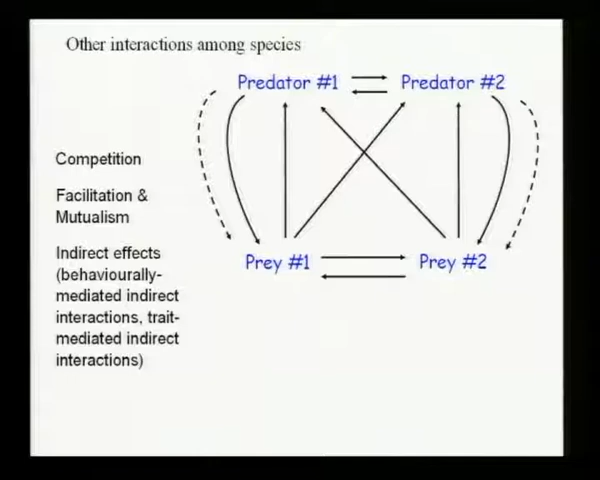 Other interactions among species
Predator #1
Predator #2
Competition
Facilitation &
Mutualism
Indirect effects
(behaviourally-
mediated indirect
interactions, trait-
mediated indirect
interactions)
Prey #1
Prey #2